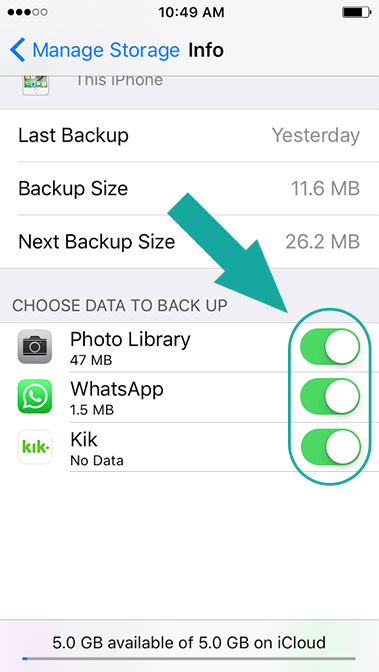 10:49 AM
Manage Storage Info
This iPhone
Last Backup Yesterday
Backup Size 11.6 MB
Next Backup Size 26.2 MB
CHOOSE DATA TO BACK UP
Photo Library
47 MB
WhatsApp
1.5 MB
kik·
Kik
No Data
5.0 GB available of 5.0 GB on iCloud